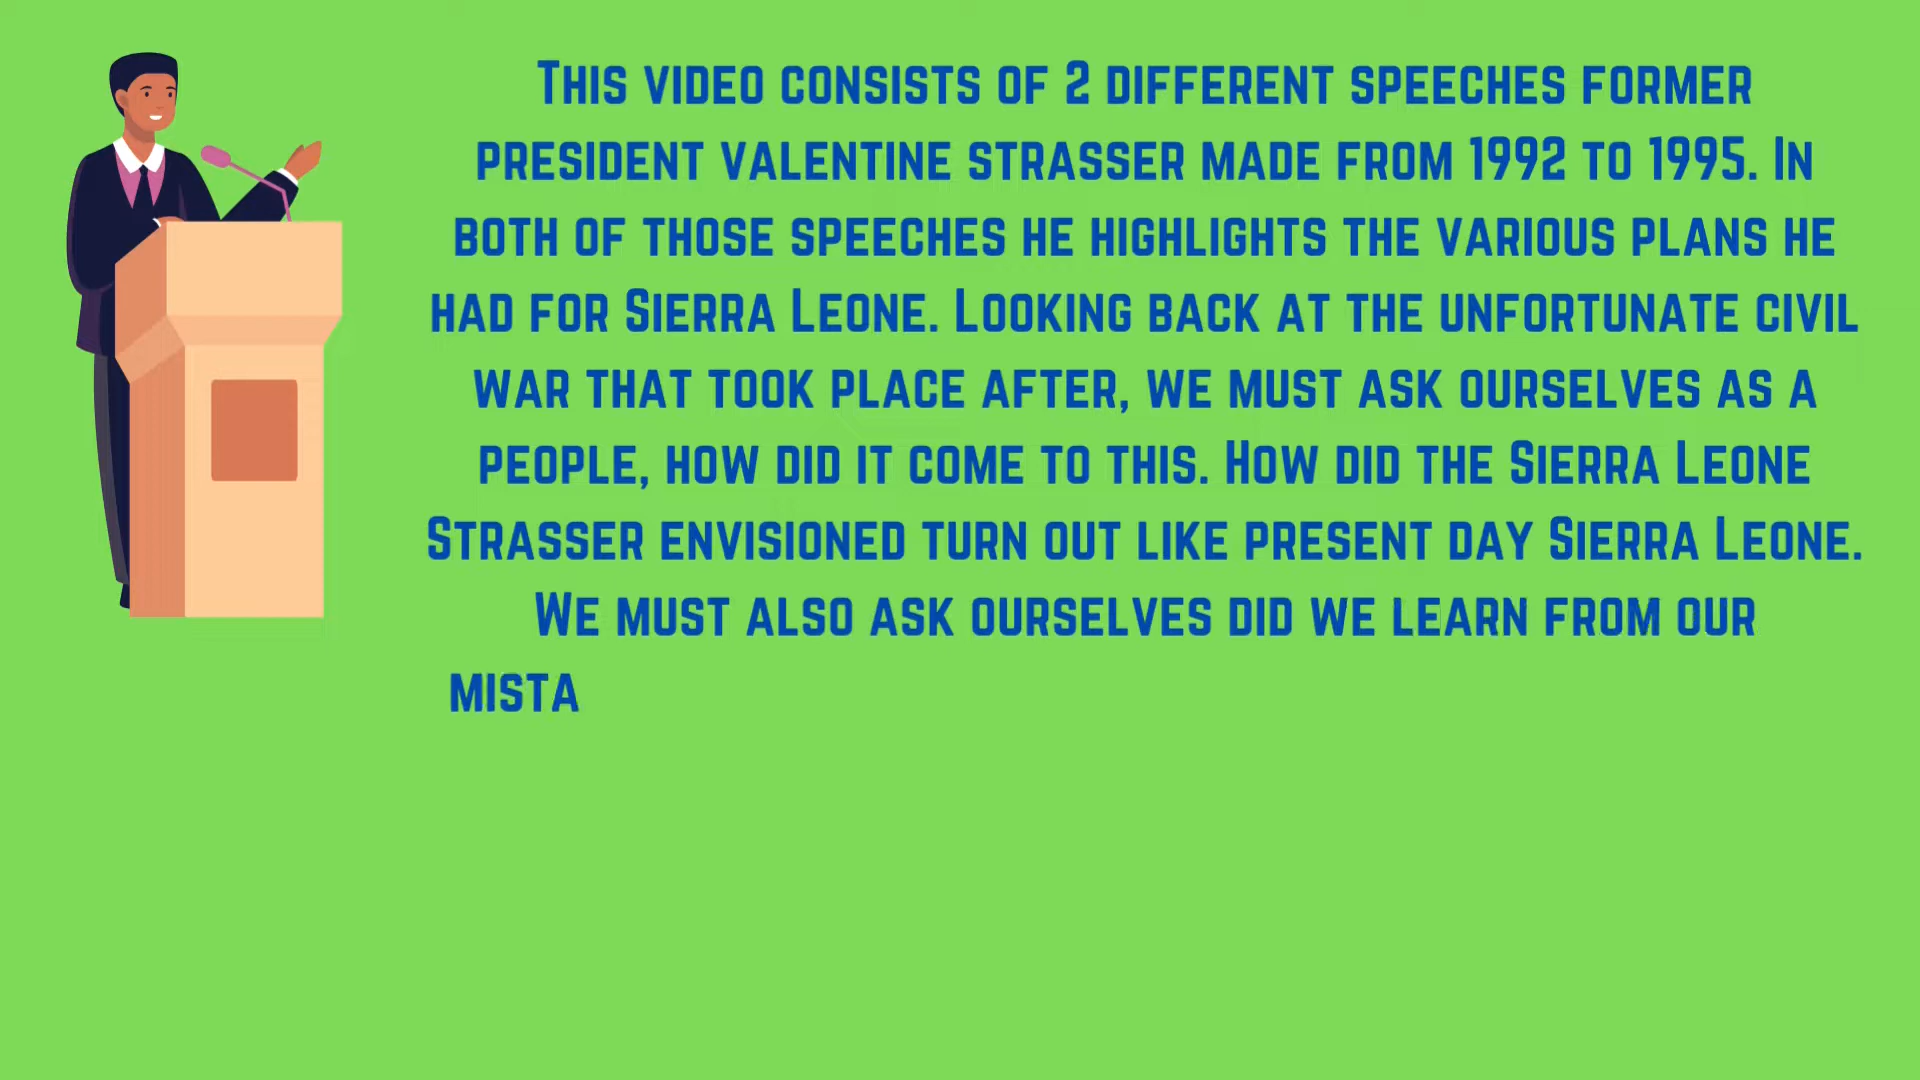 This video consists of 2 different speeches former
president valentine strasser made from 1992 to 1995. In
both of those speeches he highlights the various plans he
had for Sierra Leone. Looking back at the unfortunate civil
war that took place after, we must ask ourselves as a
people, how did it come to this. How did the Sierra Leone
Strasser envisioned turn out like present day Sierra Leone.
We must also ask ourselves did we learn from our
mista